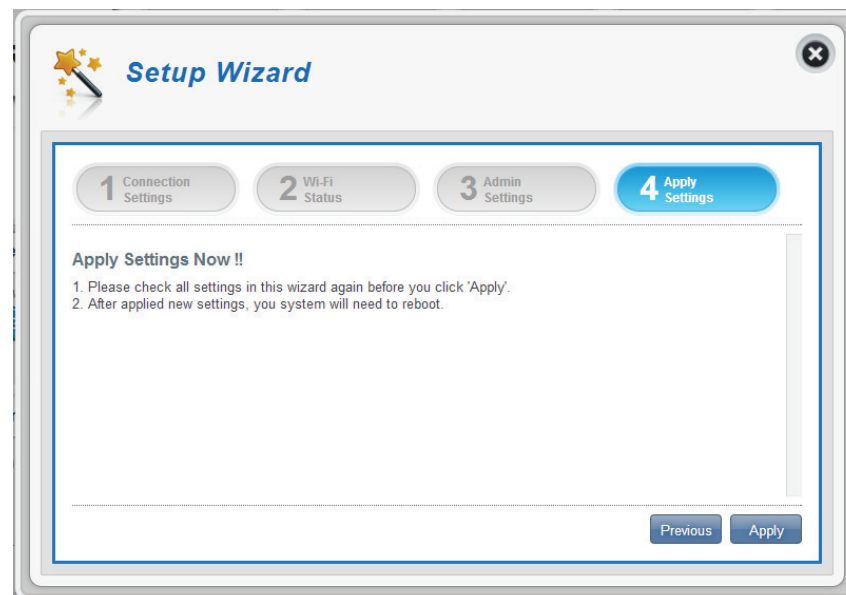 Setup Wizard
1 Connection Settings
2 Wi-Fi Status
3 Admin Settings
4 Apply Settings
Apply Settings Now !!
1. Please check all settings in this wizard again before you click 'Apply'.
2. After applied new settings, you system will need to reboot.
Previous
Apply